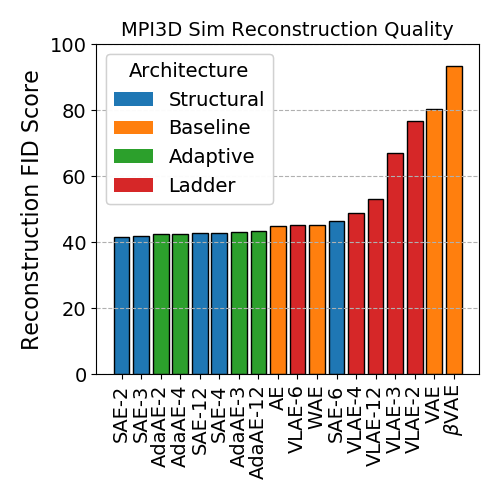 MPI3D Sim Reconstruction Quality
Reconstruction FID Score
100
80
60
40
20
0
Architecture
Structural
Baseline
Adaptive
Ladder
SAE-2
SAE-3
AdaAE-2
AdaAE-4
SAE-12
SAE-4
AdaAE-3
AdaAE-12
AE
VLAE-6
WAE
SAE-6
VLAE-4
VLAE-12
VLAE-3
VLAE-2
VAE
βVAE